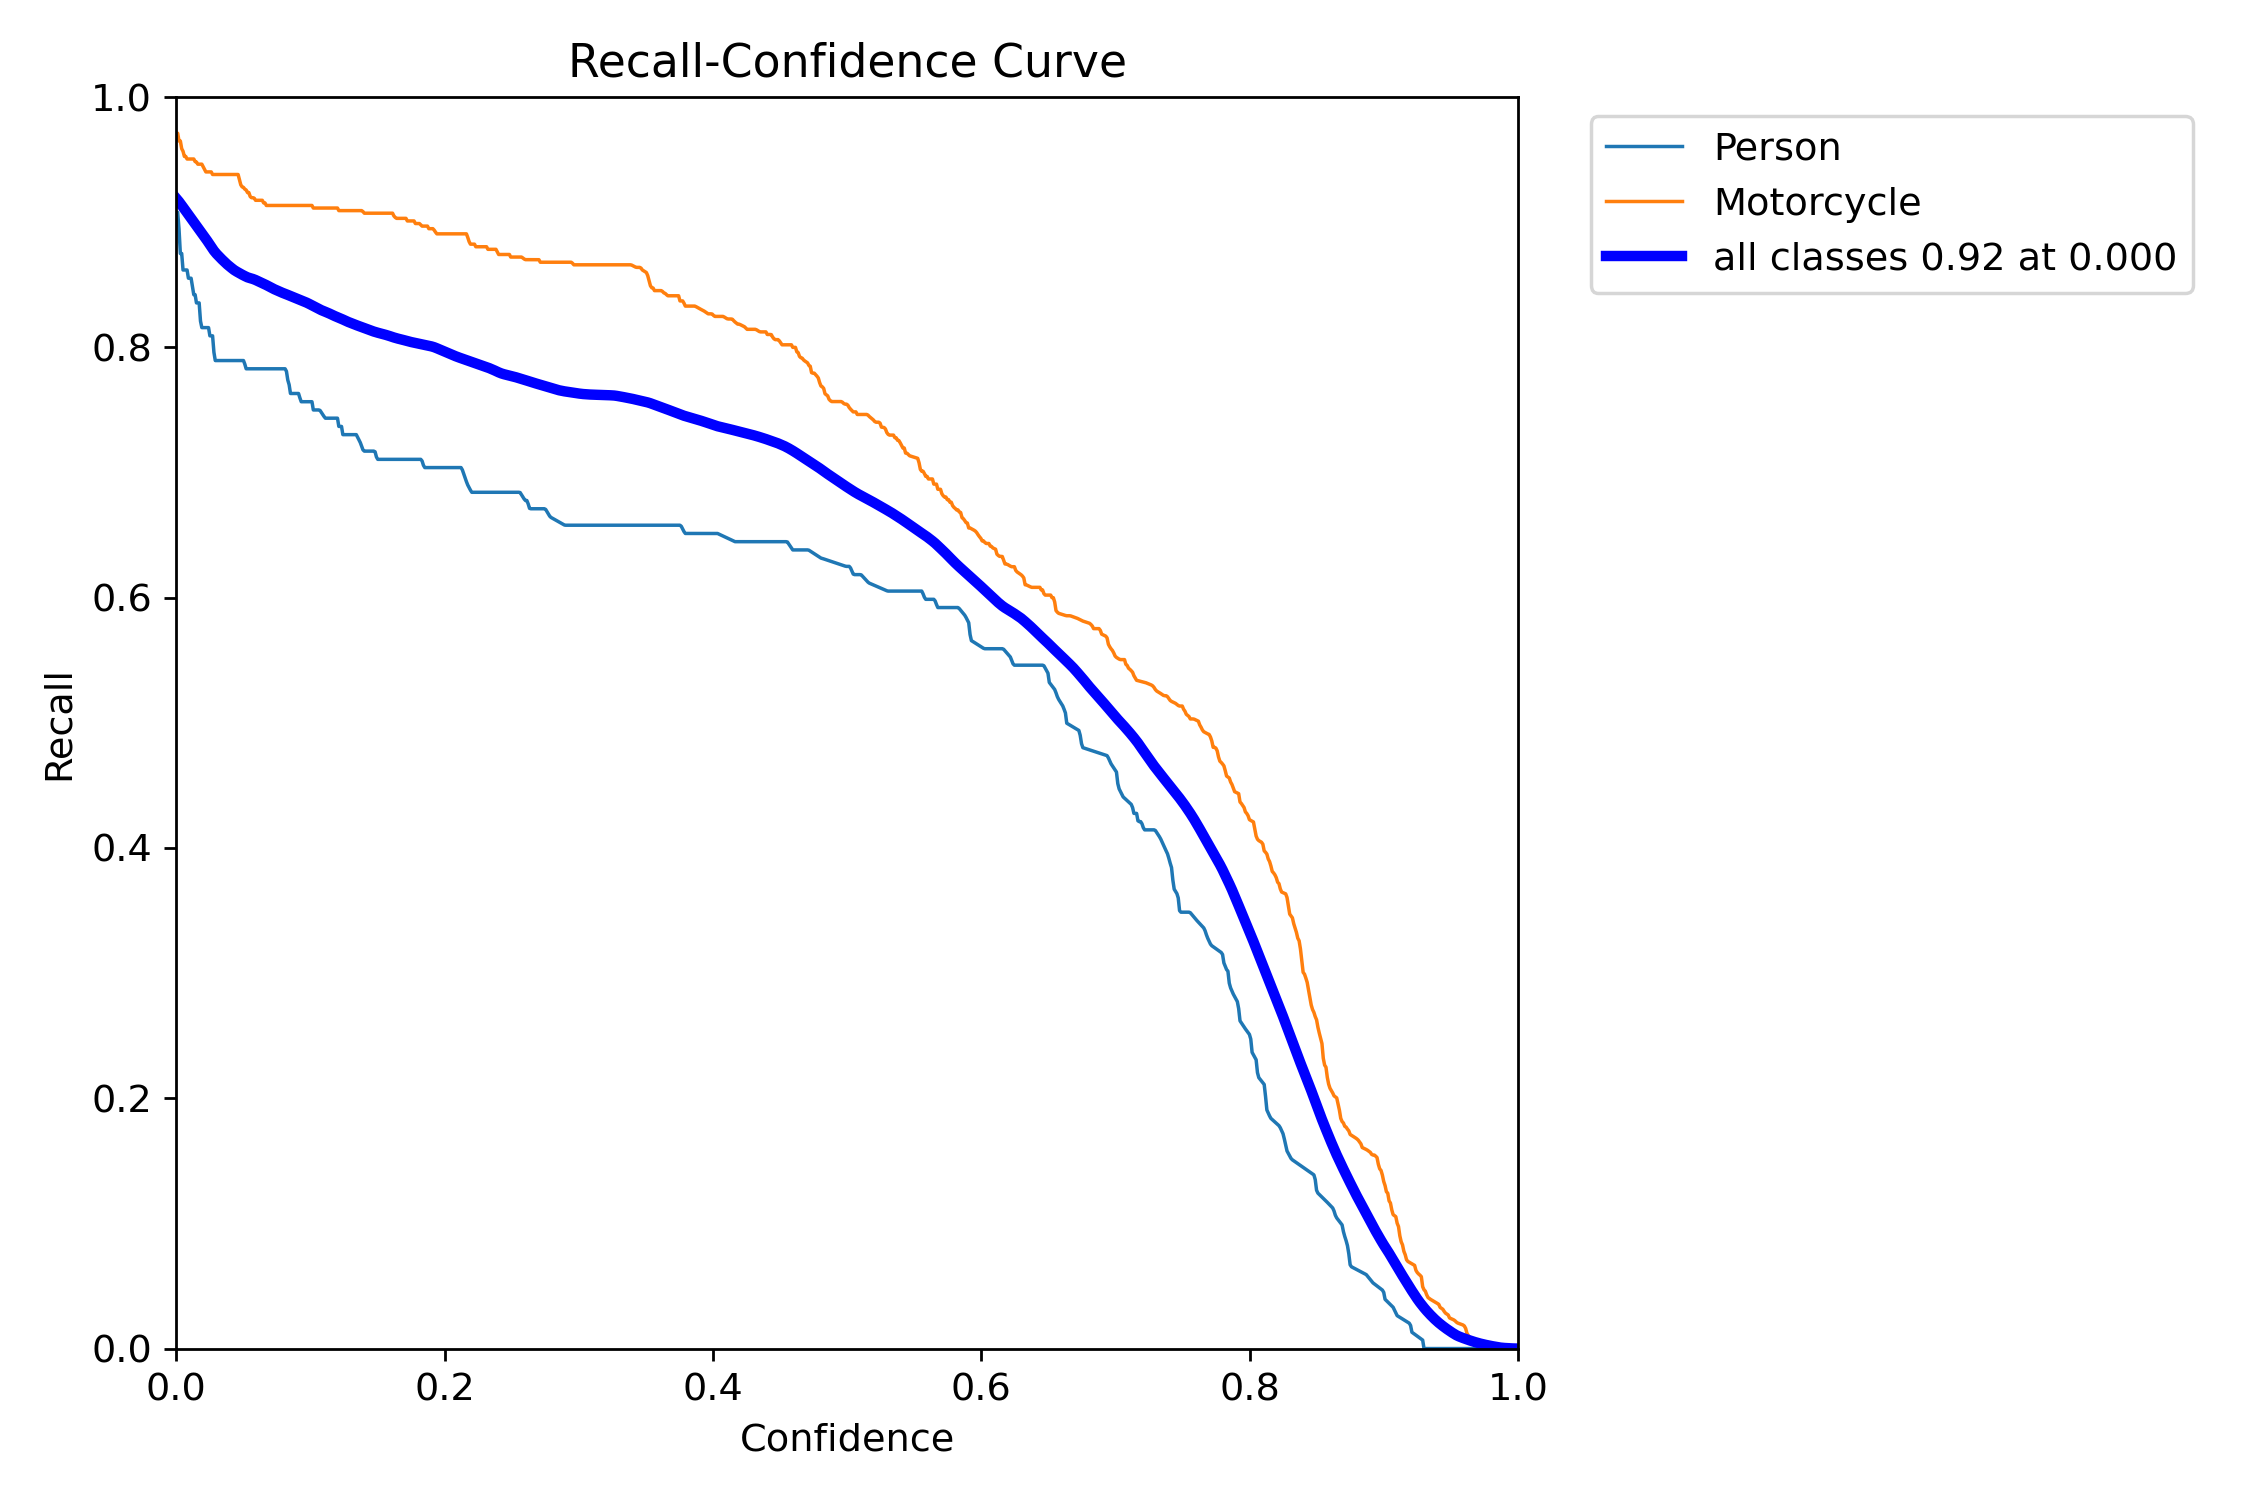 Recall-Confidence Curve
1.0
0.8
0.6
0.4
0.2
0.0
Recall
0.0 0.2 0.4 0.6 0.8 1.0
Confidence
Person
Motorcycle
all classes 0.92 at 0.000